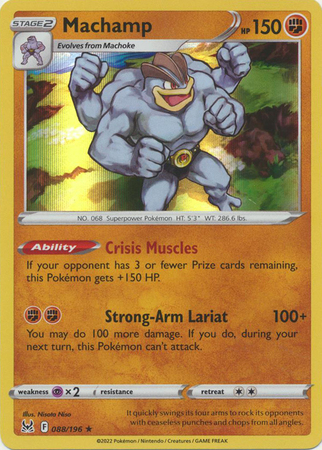 STAGE2
Machamp
HP 150
Evolves from Machoke
NO. 068 Superpower Pokémon HT: 5'3" WT: 286.6 lbs.
Ability Crisis Muscles
If your opponent has 3 or fewer Prize cards remaining,
this Pokémon gets +150 HP.
Strong-Arm Lariat 100+
You may do 100 more damage. If you do, during your
next turn, this Pokémon can't attack.
weakness ×2 resistance retreat
Illus. Naoto Nao
F 088/196 ★
It quickly swings its four arms to rock its opponents
with ceaseless punches and chops from all angles.
©2022 Pokémon / Nintendo / Creatures / GAME FREAK